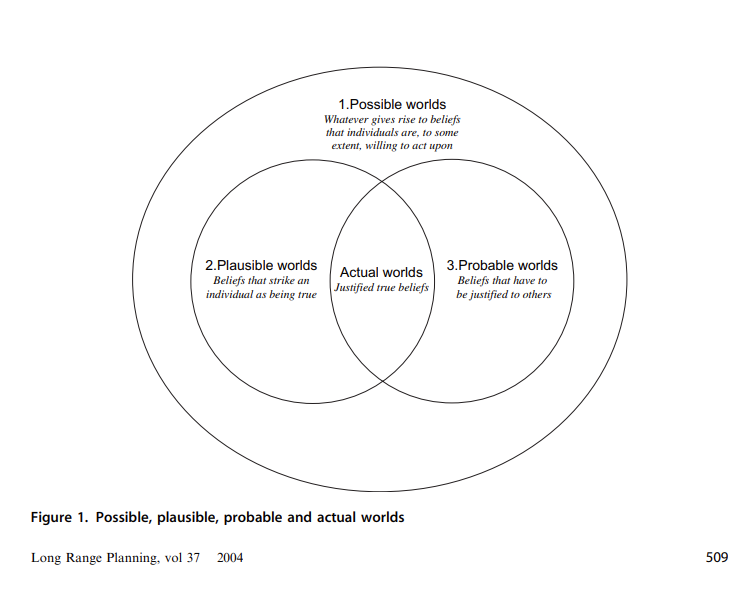 1.Possible worlds
Whatever gives rise to beliefs
that individuals are, to some
extent, willing to act upon
2.Plausible worlds
Beliefs that strike an
individual as being true
Actual worlds
Justified true beliefs
3.Probable worlds
Beliefs that have to
be justified to others
Figure 1. Possible, plausible, probable and actual worlds
Long Range Planning, vol 37 2004
509